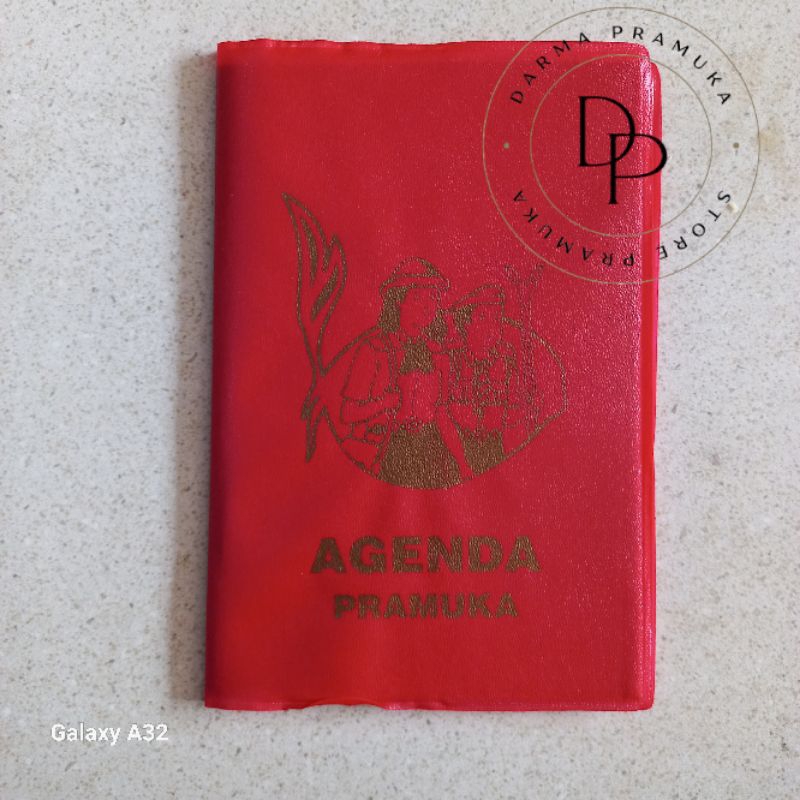 DARMA PRAMUKA
DP
STORE PRAMUKA
AGENDA
PRAMUKA
Galaxy A32